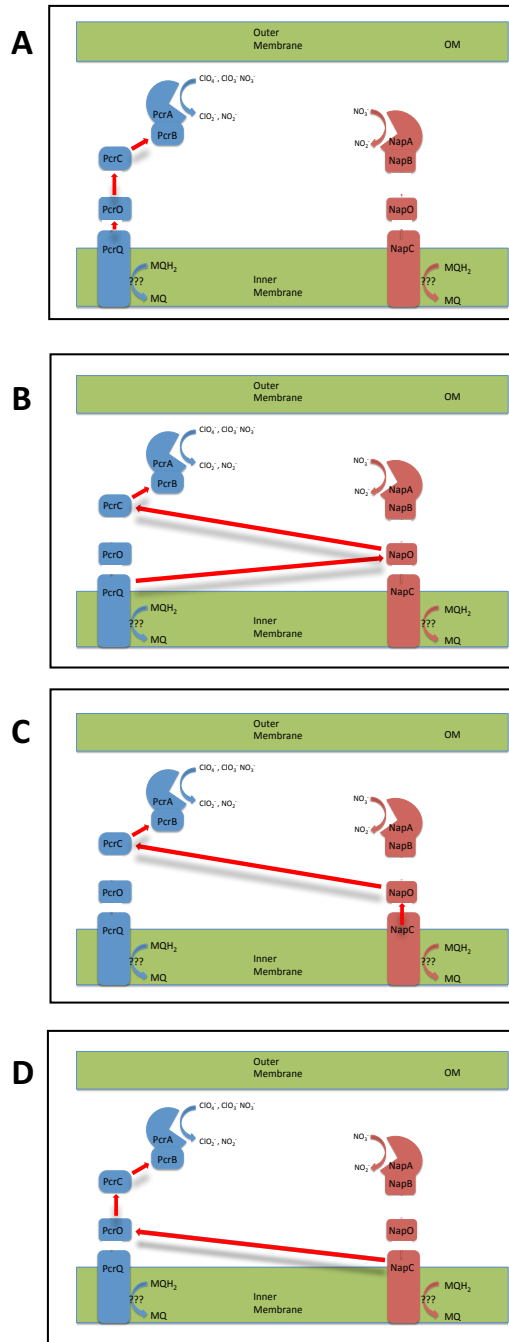 A
Outer
Membrane
OM
ClO₄⁻, ClO₃⁻ NO₃⁻
PcrA
ClO₂⁻, NO₂⁻
PcrB
NO₃⁻
NapA
NO₂⁻
NapB
PcrC
PcrO
NapO
PcrQ
NapC
MQH₂
???
MQ
Inner
Membrane
MQH₂
???
MQ
B
Outer
Membrane
OM
ClO₄⁻, ClO₃⁻ NO₃⁻
PcrA
ClO₂⁻, NO₂⁻
PcrB
NO₃⁻
NapA
NO₂⁻
NapB
PcrC
PcrO
NapO
PcrQ
NapC
MQH₂
???
MQ
Inner
Membrane
MQH₂
???
MQ
C
Outer
Membrane
OM
ClO₄⁻, ClO₃⁻ NO₃⁻
PcrA
ClO₂⁻, NO₂⁻
PcrB
NO₃⁻
NapA
NO₂⁻
NapB
PcrC
PcrO
NapO
PcrQ
NapC
MQH₂
???
MQ
Inner
Membrane
MQH₂
???
MQ
D
Outer
Membrane
OM
ClO₄⁻, ClO₃⁻ NO₃⁻
PcrA
ClO₂⁻, NO₂⁻
PcrB
NO₃⁻
NapA
NO₂⁻
NapB
PcrC
PcrO
NapO
PcrQ
NapC
MQH₂
???
MQ
Inner
Membrane
MQH₂
???
MQ